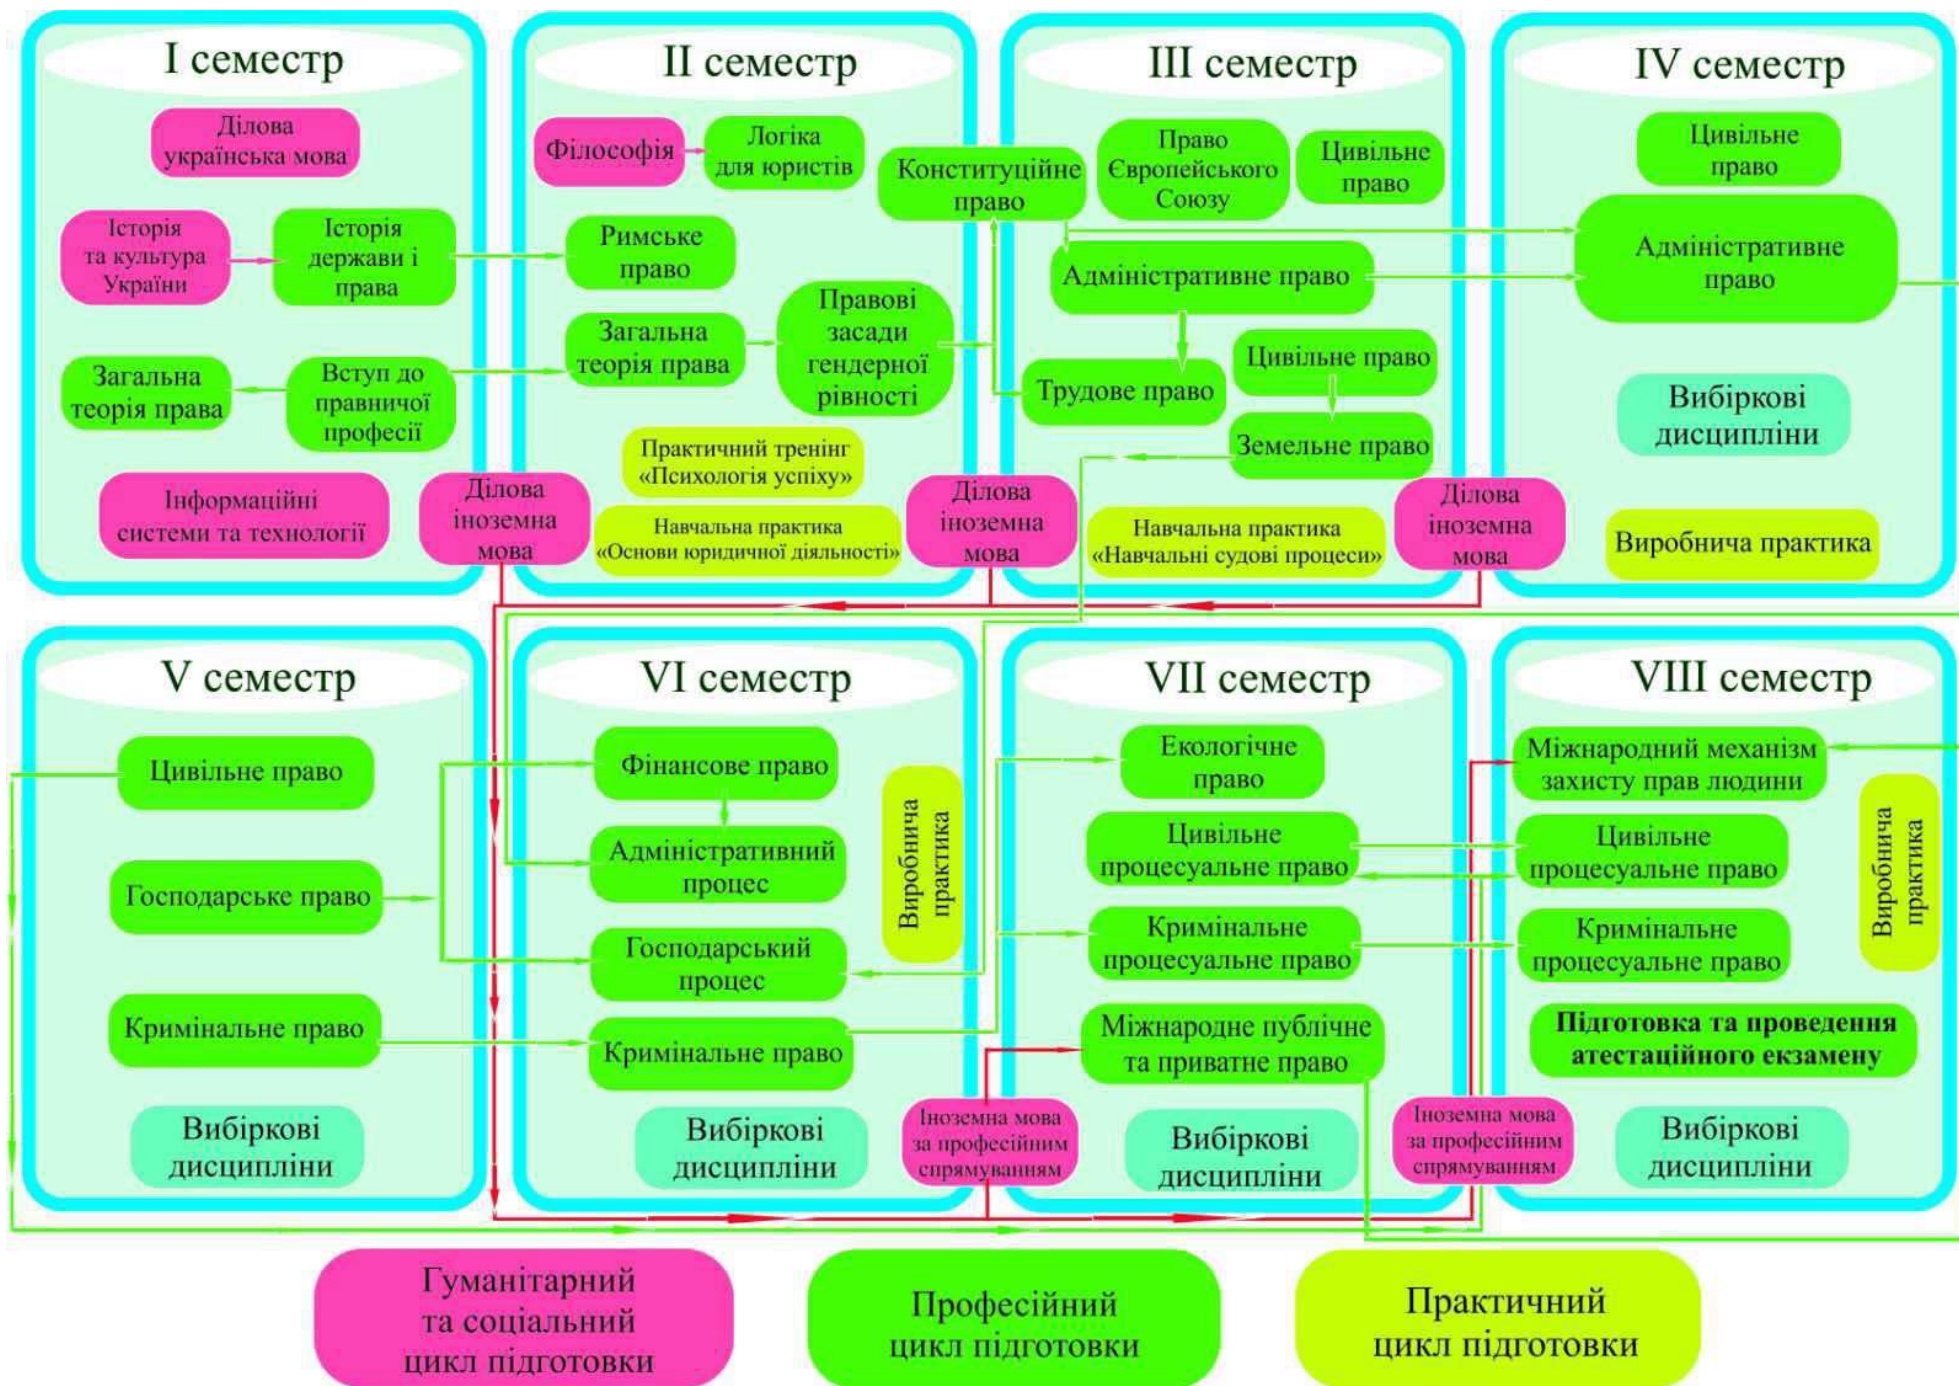 I семестр
Ділова
українська мова
Історія
та культура
України
Історія
держави і
права
Загальна
теорія права
Вступ до
правничої
професії
Інформаційні
системи та технології
Ділова
іноземна
мова
II семестр
Філософія
Логіка
для юристів
Римське
право
Загальна
теорія права
Правові
засади
гендерної
рівності
Практичний тренінг
«Психологія успіху»
Навчальна практика
«Основи юридичної діяльності»
Конституційне
право
Ділова
іноземна
мова
III семестр
Право
Європейського
Союзу
Цивільне
право
Адміністративне право
Цивільне право
Трудове право
Земельне право
Навчальна практика
«Навчальні судові процеси»
Ділова
іноземна
мова
IV семестр
Цивільне
право
Адміністративне
право
Вибіркові
дисципліни
Виробнича практика
V семестр
Цивільне право
Господарське право
Кримінальне право
Вибіркові
дисципліни
VI семестр
Фінансове право
Адміністративний
процес
Господарський
процес
Кримінальне право
Виробнича
практика
Вибіркові
дисципліни
Іноземна мова
за професійним
спрямуванням
VII семестр
Екологічне
право
Цивільне
процесуальне право
Кримінальне
процесуальне право
Міжнародне публічне
та приватне право
Вибіркові
дисципліни
Іноземна мова
за професійним
спрямуванням
VIII семестр
Міжнародний механізм
захисту прав людини
Цивільне
процесуальне право
Кримінальне
процесуальне право
Виробнича
практика
Підготовка та проведення
атестаційного екзамену
Вибіркові
дисципліни
Гуманітарний
та соціальний
цикл підготовки
Професійний
цикл підготовки
Практичний
цикл підготовки